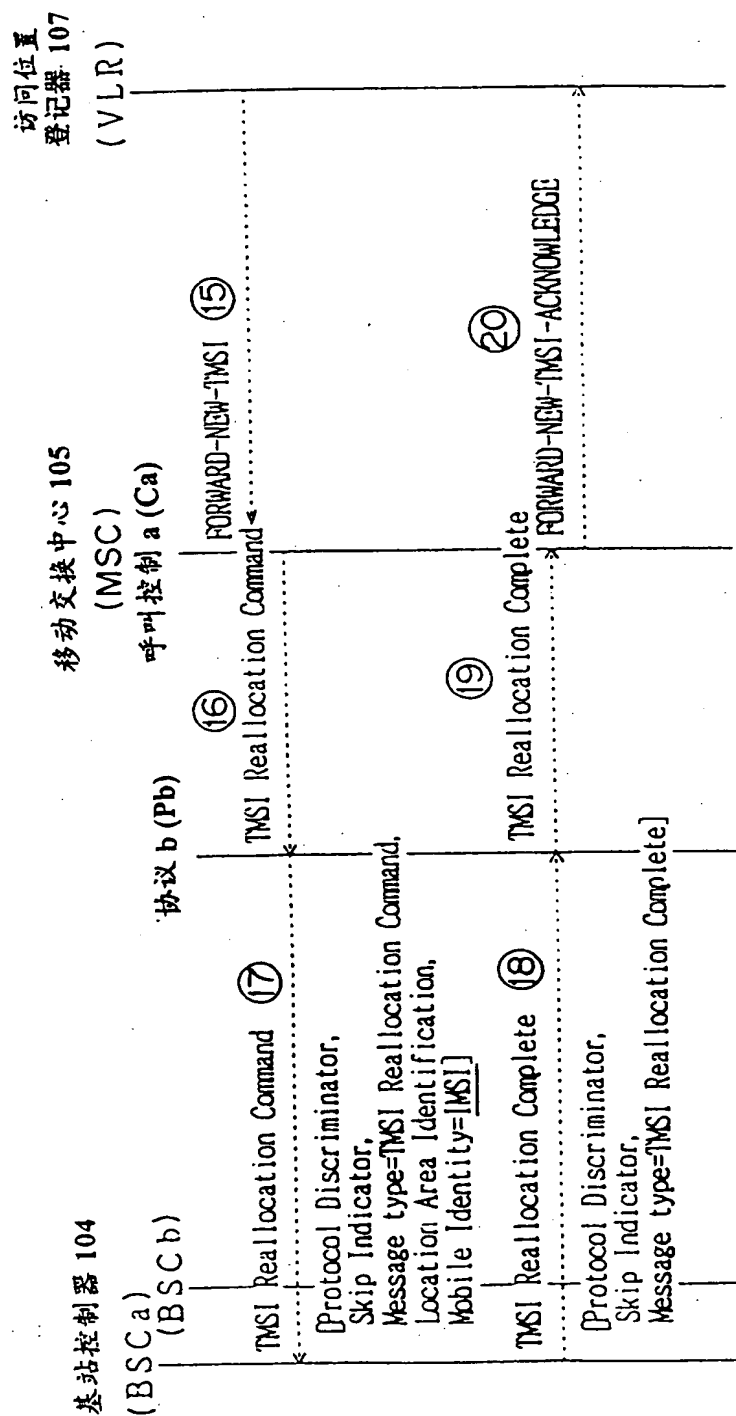 基站控制器 104
(BSCa)
(BSCb)
协议 b (Pb)
移动交换中心 105
(MSC)
呼叫控制 a (Ca)
访问位置
登记器 107
(VLR)
FORWARD-NEW-TMSI ⑮
⑯
TMSI Reallocation Command
TMSI Reallocation Command ⑰
[Protocol Discriminator,
Skip Indicator,
Message type=TMSI Reallocation Command,
Location Area Identification,
Mobile Identity=IMSI]
TMSI Reallocation Complete ⑱
[Protocol Discriminator,
Skip Indicator,
Message type=TMSI Reallocation Complete]
⑲
TMSI Reallocation Complete
⑳
FORWARD-NEW-TMSI-ACKNOWLEDGE